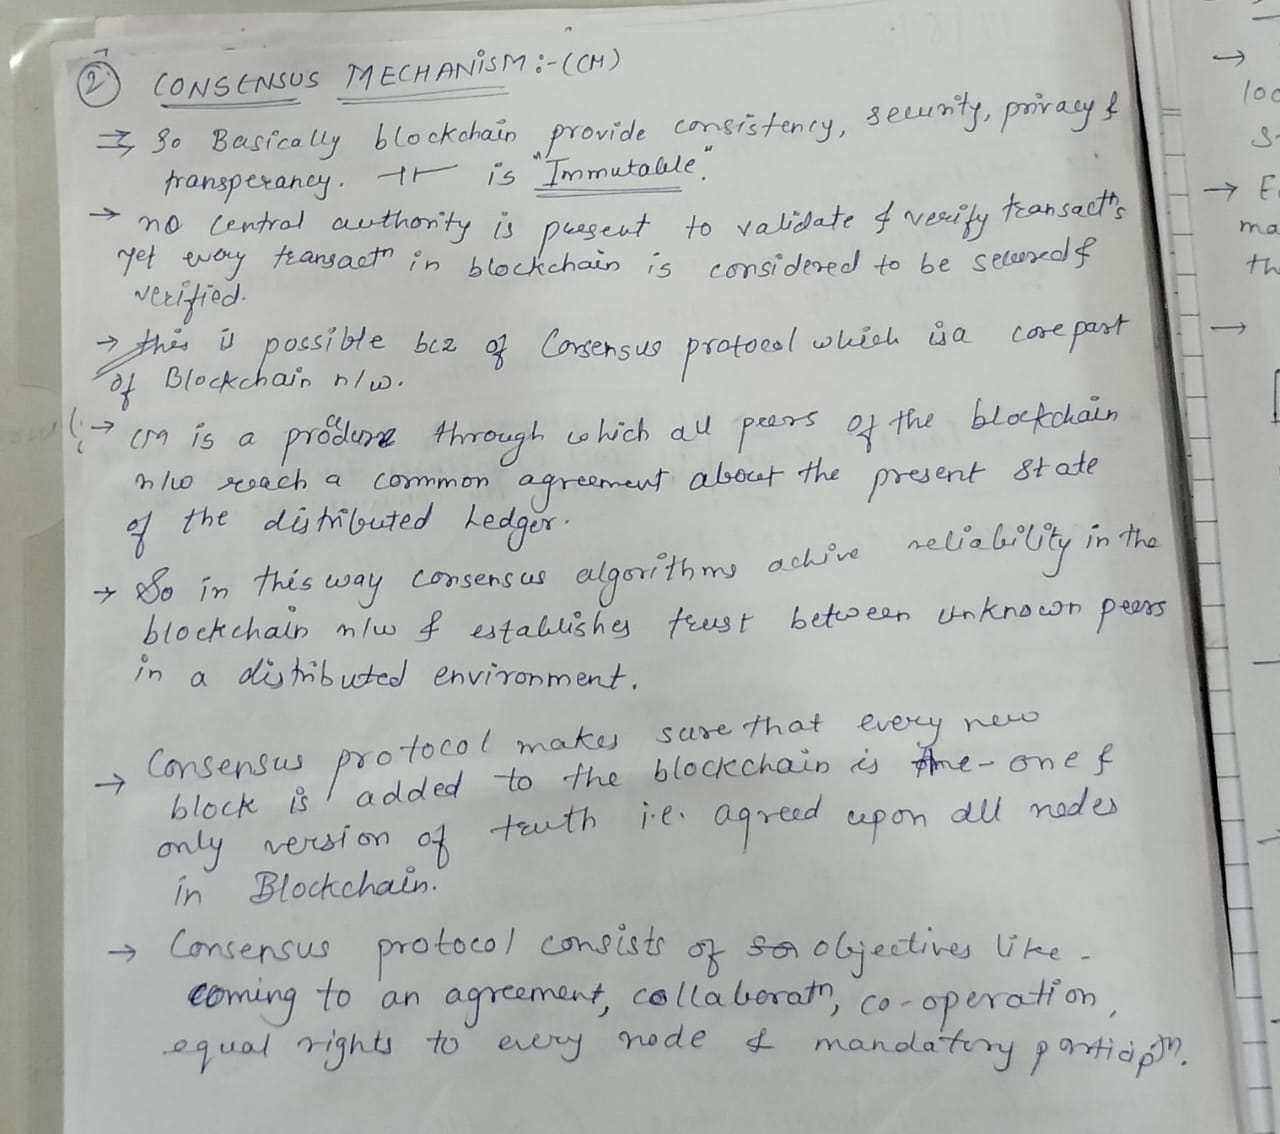 2 CONSENSUS MECHANISM :- (CM)
⇒ So Basically blockchain provide consistency, security, privacy &
transperancy. It is "Immutable".
→ no central authority is present to validate & verify transactns
yet every transactn in blockchain is considered to be secured &
verified.
→ this is possible bcz of Consensus protocol which is a core part
of Blockchain n/w.
→ CM is a procedure through which all peers of the blockchain
n/w reach a common agreement about the present state
of the distributed Ledger.
→ So in this way consensus algorithms achive reliability in the
blockchain n/w & establishes trust between unknown peers
in a distributed environment.
→ Consensus protocol makes sure that every new
block is added to the blockchain is the - one &
only version of truth i.e. agreed upon all nodes
in Blockchain.
→ Consensus protocol consists of objectives like -
coming to an agreement, collaboratn, co-operation,
equal rights to every node & mandatory participtn.
→
loc
S
→ E
ma
th
→